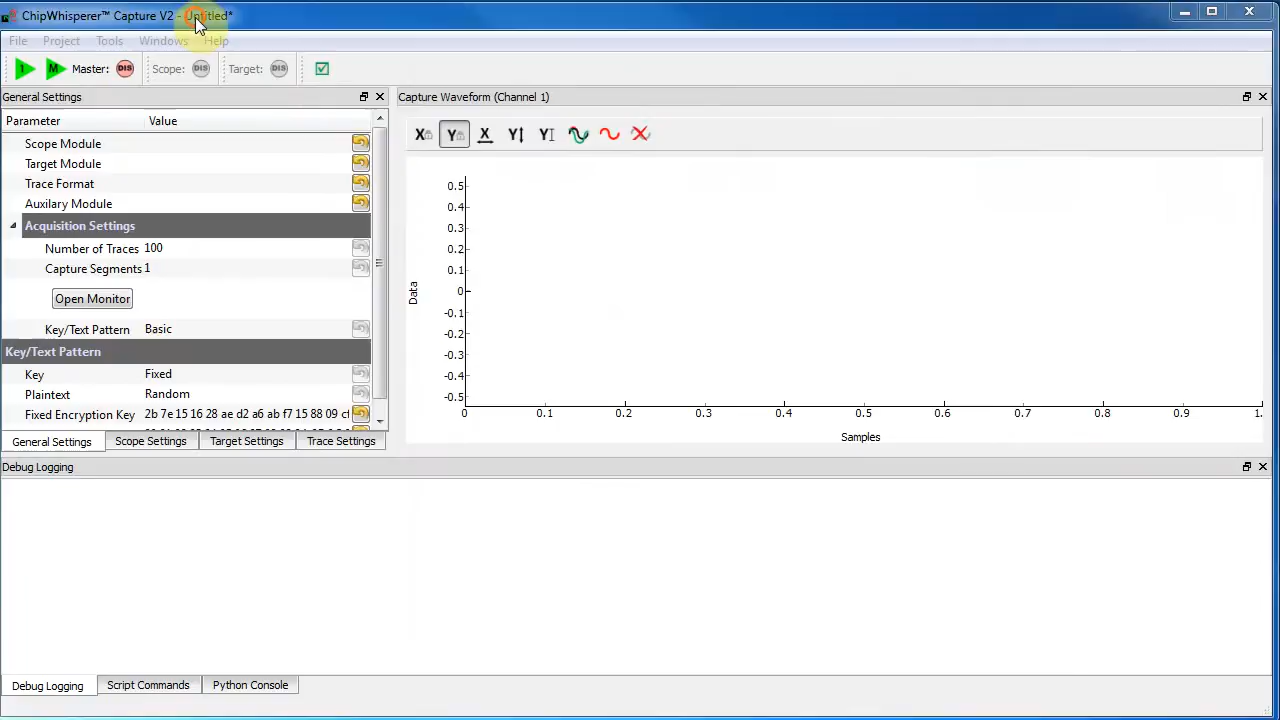 ChipWhisperer™ Capture V2 - Untitled*
File Project Tools Windows Help
1 M Master: DIS Scope: DIS Target: DIS
General Settings
Parameter Value
Scope Module
Target Module
Trace Format
Auxilary Module
Acquisition Settings
Number of Traces 100
Capture Segments 1
Open Monitor
Key/Text Pattern Basic
Key/Text Pattern
Key Fixed
Plaintext Random
Fixed Encryption Key 2b 7e 15 16 28 ae d2 a6 ab f7 15 88 09 cf
General Settings Scope Settings Target Settings Trace Settings
Capture Waveform (Channel 1)
X Y X Y Y
0.5
0.4
0.3
0.2
0.1
0
-0.1
-0.2
-0.3
-0.4
-0.5
Data
0 0.1 0.2 0.3 0.4 0.5 0.6 0.7 0.8 0.9 1.
Samples
Debug Logging
Debug Logging Script Commands Python Console